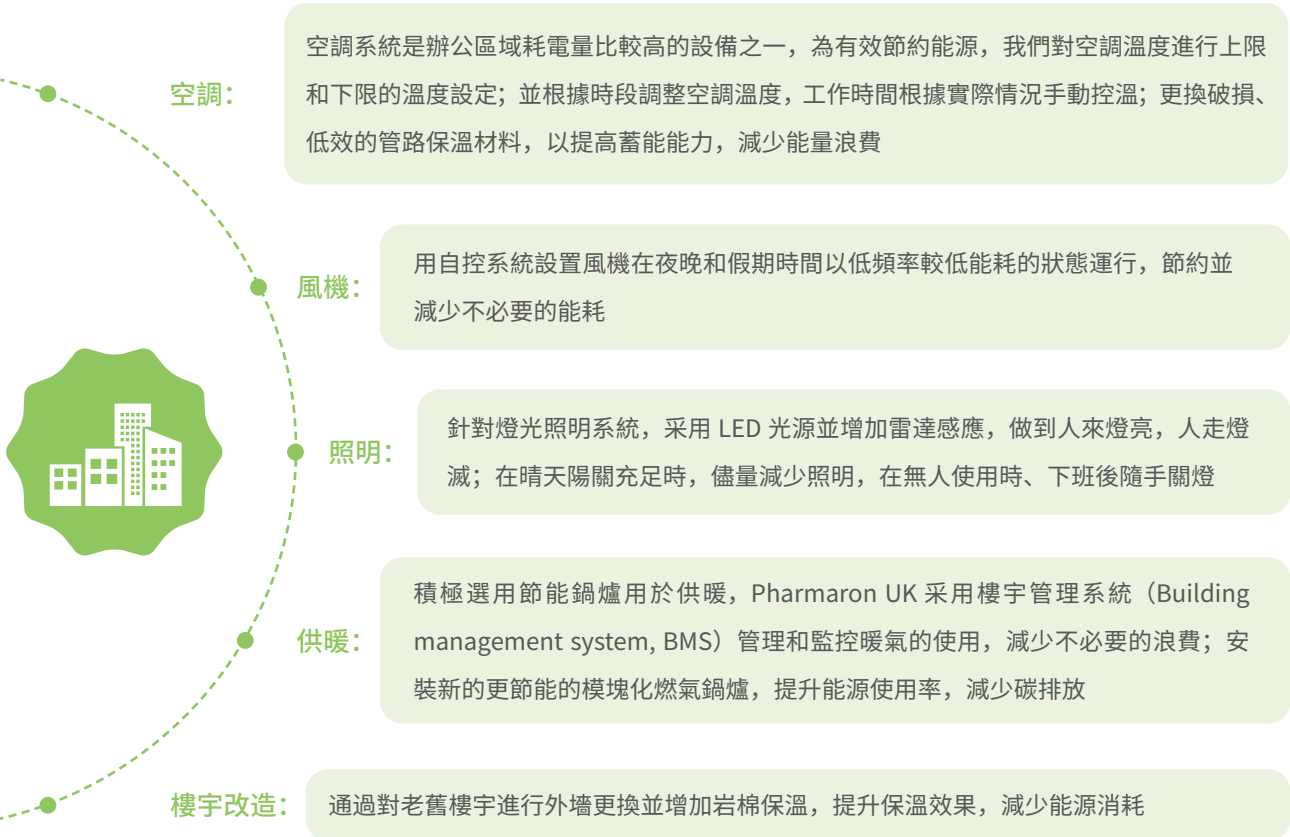 空調：
空調系統是辦公區域耗電量比較高的設備之一，為有效節約能源，我們對空調溫度進行上限
和下限的溫度設定；並根據時段調整空調溫度，工作時間根據實際情況手動控溫；更換破損、
低效的管路保溫材料，以提高蓄能能力，減少能量浪費
風機：
用自控系統設置風機在夜晚和假期時間以低頻率較低能耗的狀態運行，節約並
減少不必要的能耗
照明：
針對燈光照明系統，采用 LED 光源並增加雷達感應，做到人來燈亮，人走燈
滅；在晴天陽關充足時，儘量減少照明，在無人使用時、下班後隨手關燈
供暖：
積極選用節能鍋爐用於供暖，Pharmaron UK 采用樓宇管理系統（Building
management system, BMS）管理和監控暖氣的使用，減少不必要的浪費；安
裝新的更節能的模塊化燃氣鍋爐，提升能源使用率，減少碳排放
樓宇改造：
通過對老舊樓宇進行外墻更換並增加岩棉保溫，提升保溫效果，減少能源消耗